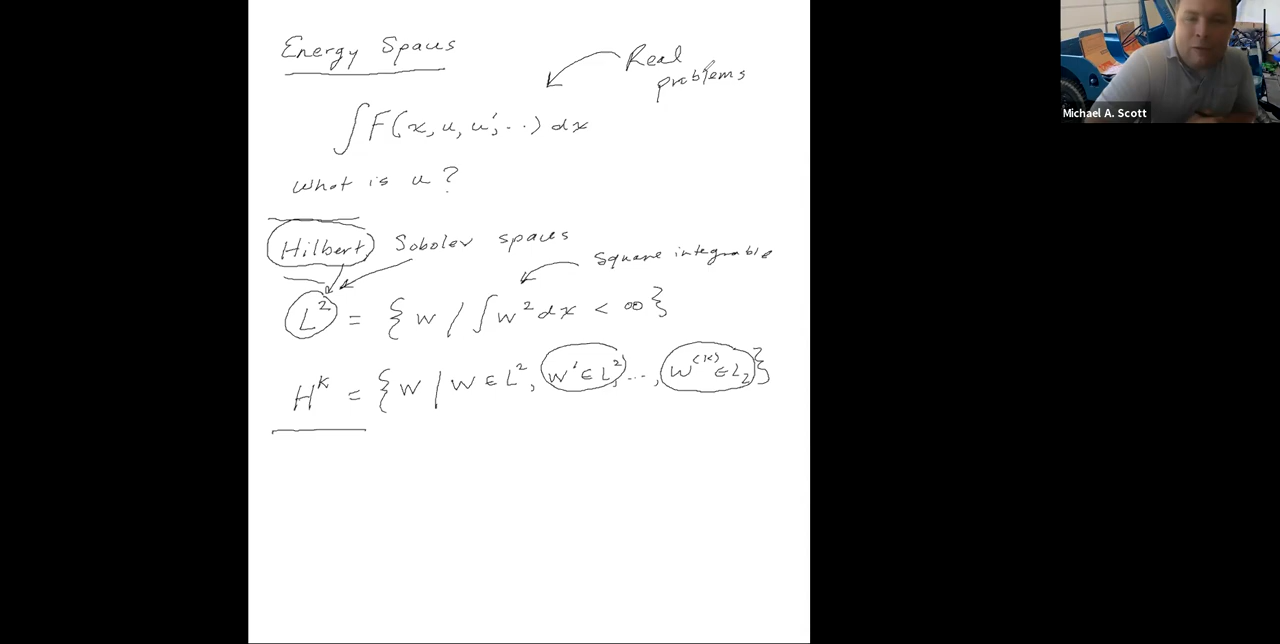 Energy Spaces
Real
problems
∫F(x, u, u', ...) dx
What is u?
Hilbert Sobolev spaces
Square integrable
L² = { w / ∫w² dx < ∞ }
Hᵏ = { w / w ∈ L², w' ∈ L², ..., w⁽ᵏ⁾ ∈ L₂ }
Michael A. Scott